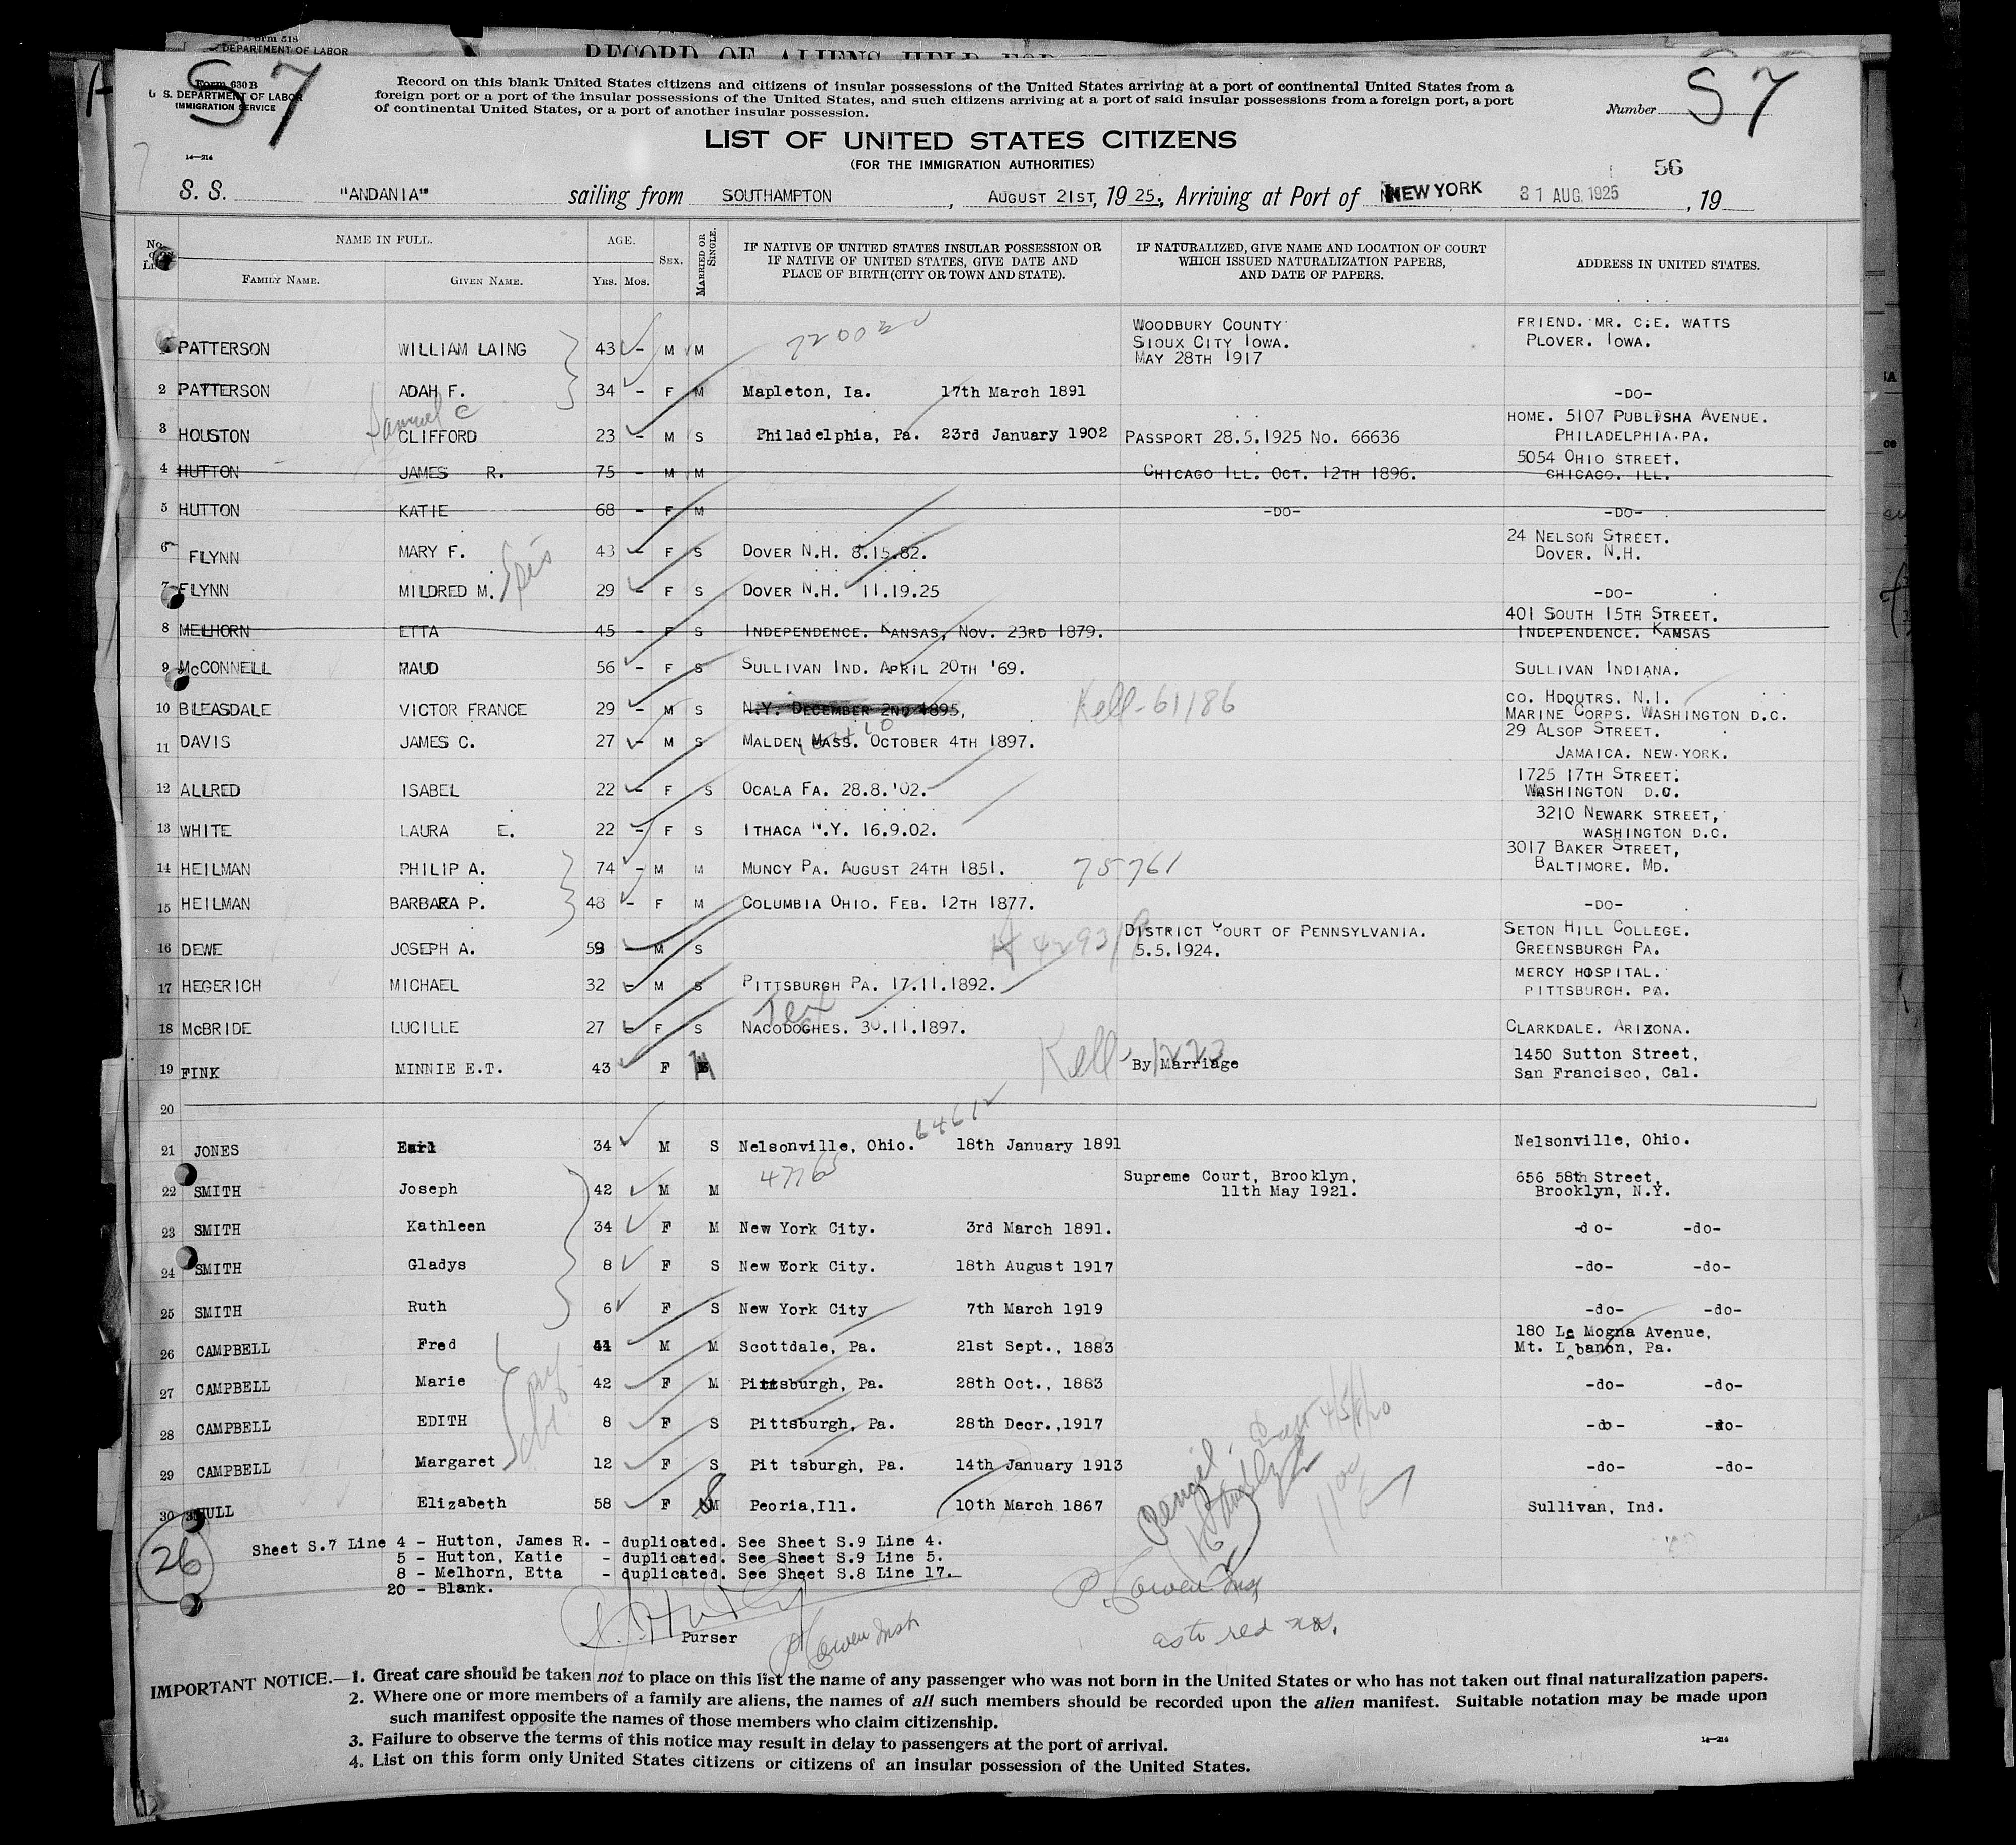 Form 518
DEPARTMENT OF LABOR
RECORD OF ALIENS HELD FOR
S 7
Form 630 B
U. S. DEPARTMENT OF LABOR
IMMIGRATION SERVICE
14—214
Record on this blank United States citizens and citizens of insular possessions of the United States arriving at a port of continental United States from a
foreign port or a port of the insular possessions of the United States, and such citizens arriving at a port of said insular possessions from a foreign port, a port
of continental United States, or a port of another insular possession.
Number S 7
LIST OF UNITED STATES CITIZENS
(FOR THE IMMIGRATION AUTHORITIES)
56
S. S. "ANDANIA" sailing from SOUTHAMPTON, AUGUST 21ST, 1925., Arriving at Port of NEW YORK 31 AUG. 1925, 19
NAME IN FULL. AGE. SEX. MARRIED OR SINGLE. IF NATIVE OF UNITED STATES INSULAR POSSESSION OR IF NATIVE OF UNITED STATES, GIVE DATE AND PLACE OF BIRTH (CITY OR TOWN AND STATE). IF NATURALIZED, GIVE NAME AND LOCATION OF COURT WHICH ISSUED NATURALIZATION PAPERS, AND DATE OF PAPERS. ADDRESS IN UNITED STATES.
FAMILY NAME. GIVEN NAME. YRS. MOS.
WOODBURY COUNTY FRIEND. MR. C.E. WATTS
PATTERSON WILLIAM LAING 43 - M M SIOUX CITY IOWA. PLOVER. IOWA.
MAY 28TH 1917
2 PATTERSON ADAH F. 34 - F M Mapleton, Ia. 17th March 1891 -DO-
Samuel C
HOME. 5107 PUBLISHA AVENUE.
3 HOUSTON CLIFFORD 23 - M S Philadelphia, Pa. 23rd January 1902 PASSPORT 28.5.1925 NO. 66636 PHILADELPHIA.PA.
5054 OHIO STREET.
4 HUTTON JAMES R. 75 - M M CHICAGO ILL. OCT. 12TH 1896. CHICAGO. ILL.
5 HUTTON KATIE 68 - F M -DO- -DO-
24 NELSON STREET.
6 FLYNN MARY F. 43 - F S DOVER N.H. 8.15.82. DOVER. N.H.
7 FLYNN MILDRED M. 29 - F S DOVER N.H. 11.19.25 -DO-
401 SOUTH 15TH STREET.
8 MELHORN ETTA 45 - F S INDEPENDENCE. KANSAS, NOV. 23RD 1879. INDEPENDENCE. KANSAS
9 McCONNELL MAUD 56 - F S SULLIVAN IND. APRIL 20TH '69. SULLIVAN INDIANA.
CO. HDQUTRS. N.I.
10 BLEASDALE VICTOR FRANCE 29 - M S N.Y. DECEMBER 2ND 1895, Kell-61186 MARINE CORPS. WASHINGTON D.C.
29 ALSOP STREET.
11 DAVIS JAMES C. 27 - M S MALDEN MASS. OCTOBER 4TH 1897. JAMAICA. NEW.YORK.
1725 17TH STREET.
12 ALLRED ISABEL 22 - F S OCALA FA. 28.8.'02. WASHINGTON D.C.
3210 NEWARK STREET,
13 WHITE LAURA E. 22 - F S ITHACA N.Y. 16.9.02. WASHINGTON D.C.
3017 BAKER STREET,
14 HEILMAN PHILIP A. 74 - M M MUNCY PA. AUGUST 24TH 1851. 75761 BALTIMORE. MD.
15 HEILMAN BARBARA P. 48 - F M COLUMBIA OHIO. FEB. 12TH 1877. -DO-
DISTRICT YOURT OF PENNSYLVANIA. SETON HILL COLLEGE.
16 DEWE JOSEPH A. 59 - M S 5.5.1924. GREENSBURGH PA.
MERCY HOSPITAL.
17 HEGERICH MICHAEL 32 - M S PITTSBURGH PA. 17.11.1892. PITTSBURGH. PA.
Tex
18 McBRIDE LUCILLE 27 - F S NACODOGHES. 30.11.1897. CLARKDALE. ARIZONA.
1450 Sutton Street,
19 FINK MINNIE E.T. 43 F M Kell-1223 By Marriage San Francisco, Cal.
20
64612
21 JONES Earl 34 M S Nelsonville, Ohio. 18th January 1891 Nelsonville, Ohio.
Supreme Court, Brooklyn, 656 58th Street,
22 SMITH Joseph 42 M M 11th May 1921. Brooklyn, N.Y.
23 SMITH Kathleen 34 F M New York City. 3rd March 1891. -do- -do-
24 SMITH Gladys 8 F S New York City. 18th August 1917 -do- -do-
25 SMITH Ruth 6 F S New York City 7th March 1919 -do- -do-
180 Le Mogna Avenue,
26 CAMPBELL Fred 41 M M Scottdale, Pa. 21st Sept., 1883 Mt. L banon, Pa.
27 CAMPBELL Marie 42 F M Pittsburgh, Pa. 28th Oct., 1883 -do- -do-
28 CAMPBELL EDITH 8 F S Pittsburgh, Pa. 28th Decr.,1917 -do- -do-
29 CAMPBELL Margaret 12 F S Pit tsburgh, Pa. 14th January 1913 -do- -do-
30 Elizabeth 58 F S Peoria,Ill. 10th March 1867 Sullivan, Ind.
26
Sheet S.7 Line 4 - Hutton, James R. - duplicated. See Sheet S.9 Line 4.
5 - Hutton, Katie - duplicated. See Sheet S.9 Line 5.
8 - Melhorn, Etta - duplicated. See Sheet S.8 Line 17.
20 - Blank.
Purser
as to red nos.
IMPORTANT NOTICE.—1. Great care should be taken not to place on this list the name of any passenger who was not born in the United States or who has not taken out final naturalization papers.
2. Where one or more members of a family are aliens, the names of all such members should be recorded upon the alien manifest. Suitable notation may be made upon
such manifest opposite the names of those members who claim citizenship.
3. Failure to observe the terms of this notice may result in delay to passengers at the port of arrival.
4. List on this form only United States citizens or citizens of an insular possession of the United States.
14—214